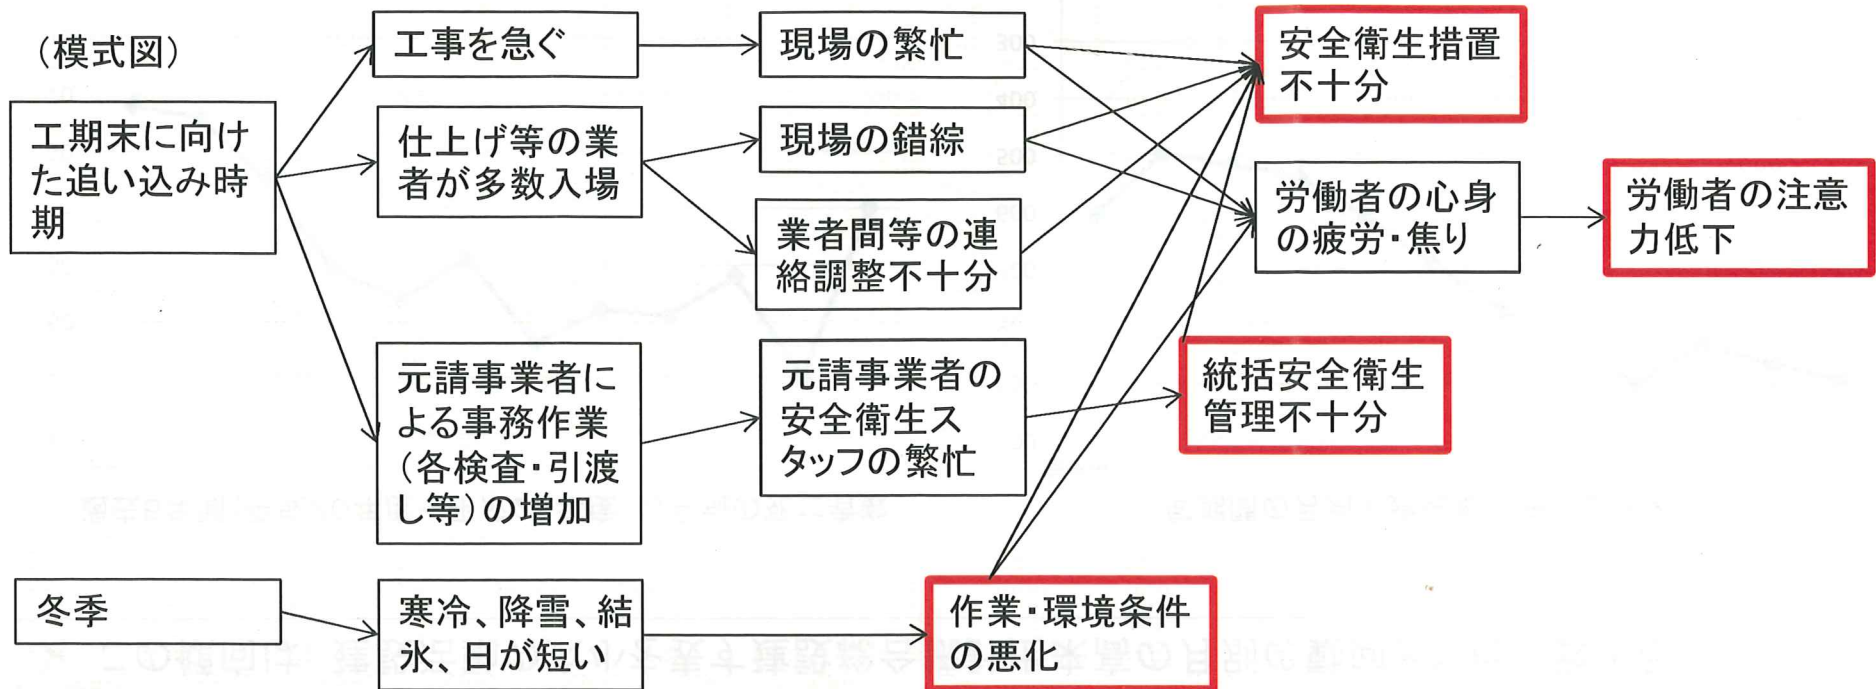 (模式図)
工期末に向け
た追い込み時
期
工事を急ぐ
仕上げ等の業
者が多数入場
元請事業者に
よる事務作業
(各検査・引渡
し等)の増加
現場の繁忙
現場の錯綜
業者間等の連
絡調整不十分
元請事業者の
安全衛生ス
タッフの繁忙
安全衛生措置
不十分
労働者の心身
の疲労・焦り
労働者の注意
力低下
統括安全衛生
管理不十分
冬季
寒冷、降雪、結
氷、日が短い
作業・環境条件
の悪化